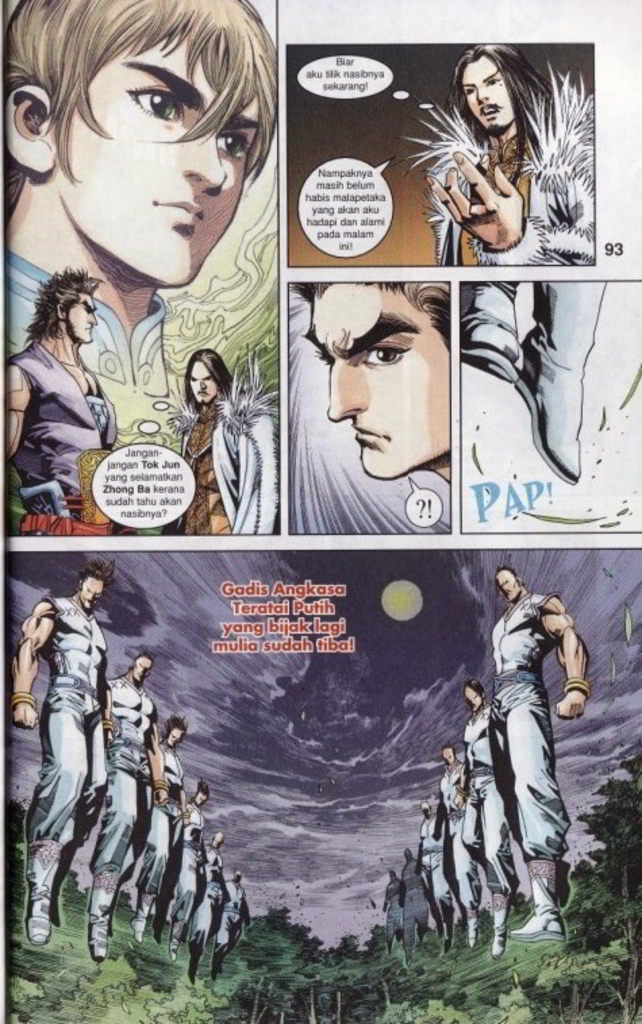 Biar
aku tilik nasibnya
sekarang!
Nampaknya
masih belum
habis malapetaka
yang akan aku
hadapi dan alami
pada malam
ini!
93
Jangan-
jangan Tok Jun
yang selamatkan
Zhong Ba kerana
sudah tahu akan
nasibnya?
?!
PAP!
Gadis Angkasa
Teratai Putih
yang bijak lagi
mulia sudah tiba!